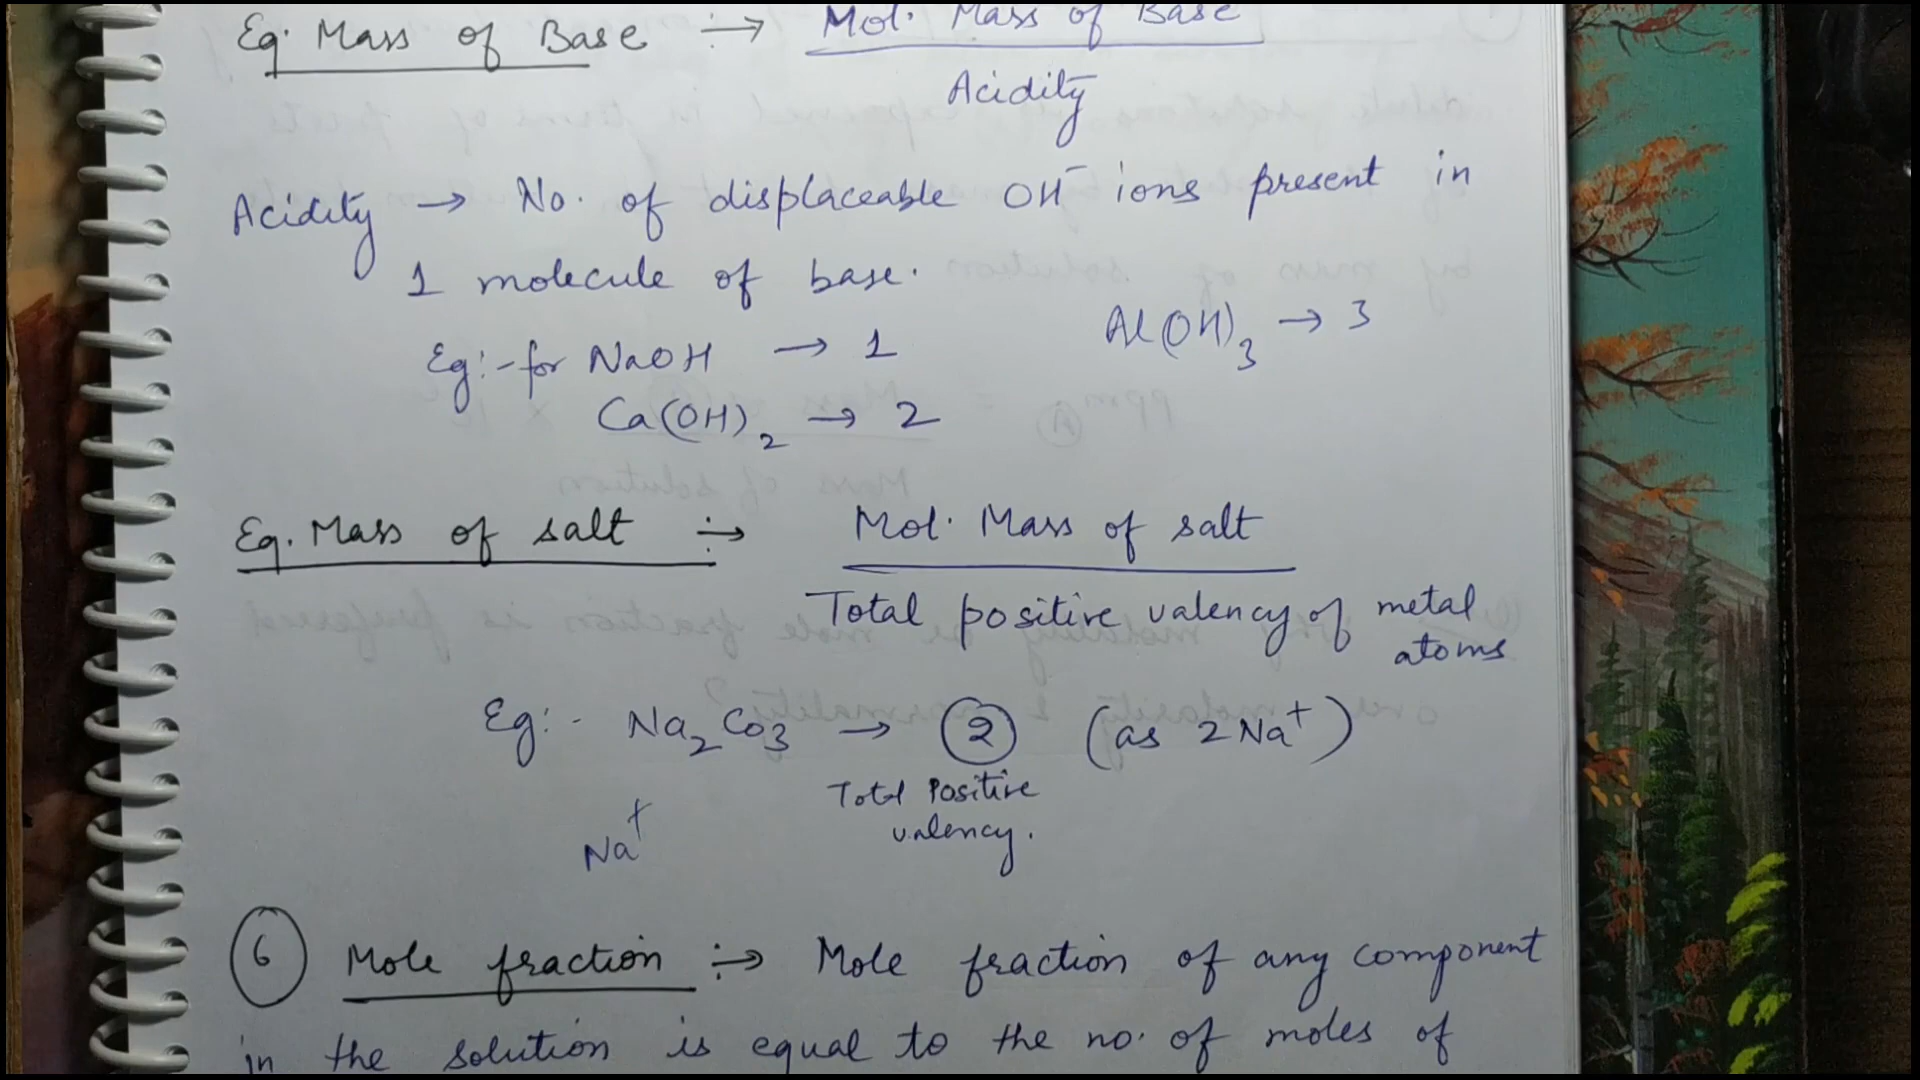 Eq. Mass of Base ÷> Mol. Mass of Base
Acidity
Acidity → No. of displaceable OH⁻ ions present in
1 molecule of base.
Eg:- for NaOH → 1
Al(OH)₃ → 3
Ca(OH)₂ → 2
Eq. Mass of salt ÷> Mol. Mass of salt
Total positive valency of metal
atoms
Eg:- Na₂Co₃ → 2 (as 2Na⁺)
Total Positive
valency.
Na⁺
6 Mole fraction ÷> Mole fraction of any component
in the solution is equal to the no. of moles of